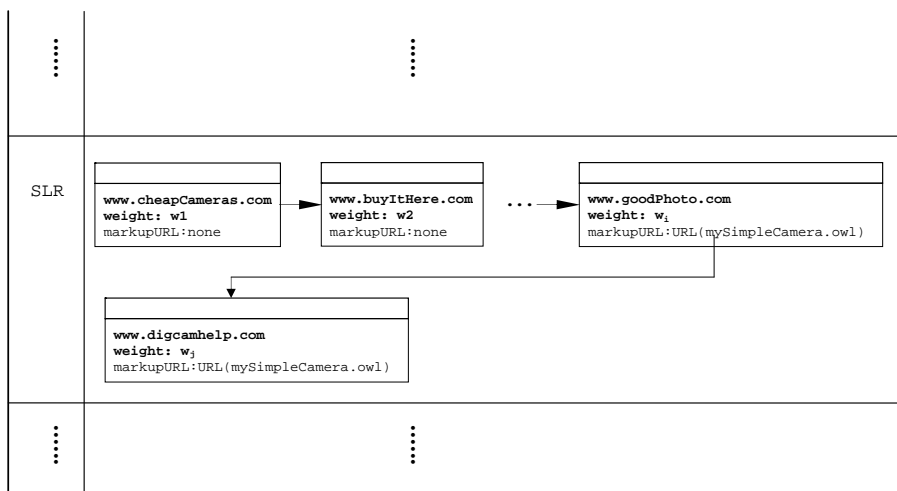 SLR
www.cheapCameras.com
weight: w1
markupURL:none
www.buyItHere.com
weight: w2
markupURL:none
...
www.goodPhoto.com
weight: wᵢ
markupURL:URL(mySimpleCamera.owl)
www.digcamhelp.com
weight: wⱼ
markupURL:URL(mySimpleCamera.owl)